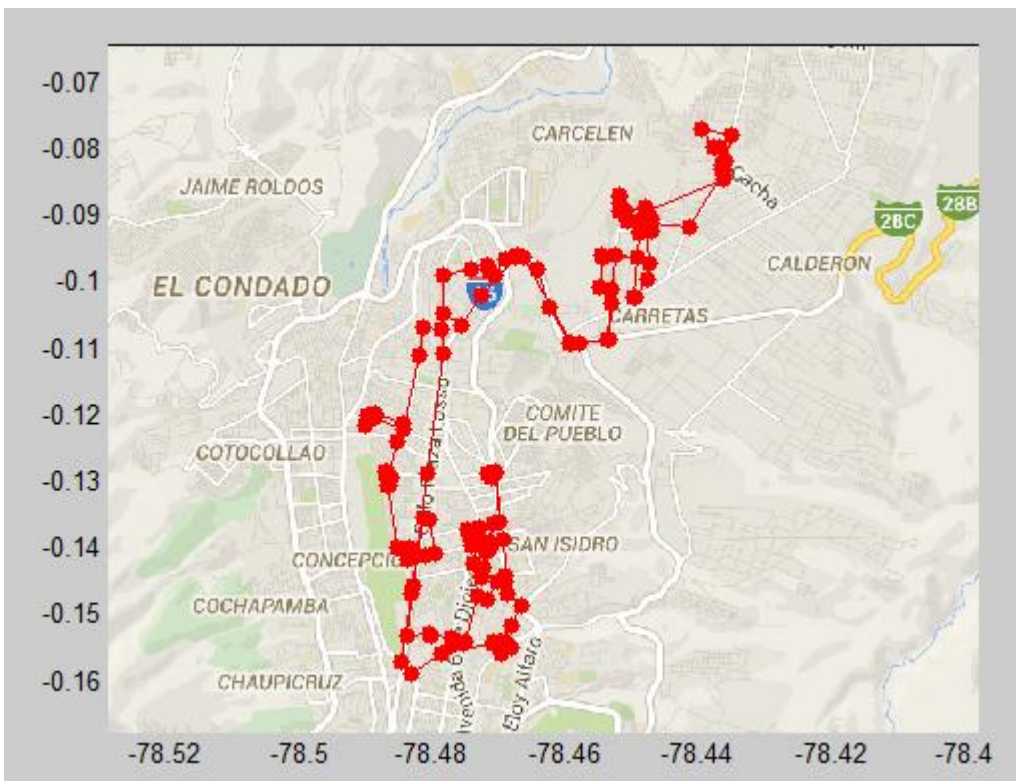 -0.07
-0.08
-0.09
-0.1
-0.11
-0.12
-0.13
-0.14
-0.15
-0.16
CARCELEN
JAIME ROLDOS
Cacha
28B
28C
CALDERON
EL CONDADO
CARRETAS
COMITE
DEL PUEBLO
COTOCOLLAO
SAN ISIDRO
COCHAPAMBA
CHAUPICRUZ
Eloy Alfaro
-78.52
-78.5
-78.48
-78.46
-78.44
-78.42
-78.4